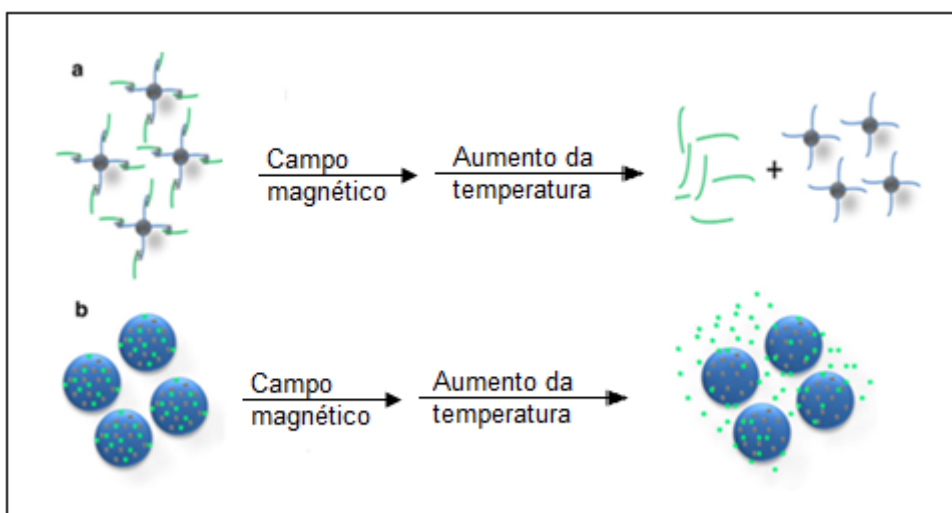 a
Campo
magnético
Aumento da
temperatura
+
b
Campo
magnético
Aumento da
temperatura